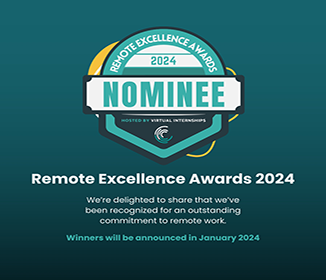 REMOTE EXCELLENCE AWARDS
2024
NOMINEE
HOSTED BY VIRTUAL INTERNSHIPS
Remote Excellence Awards 2024
We're delighted to share that we've
been recognized for an outstanding
commitment to remote work.
Winners will be announced in January 2024.